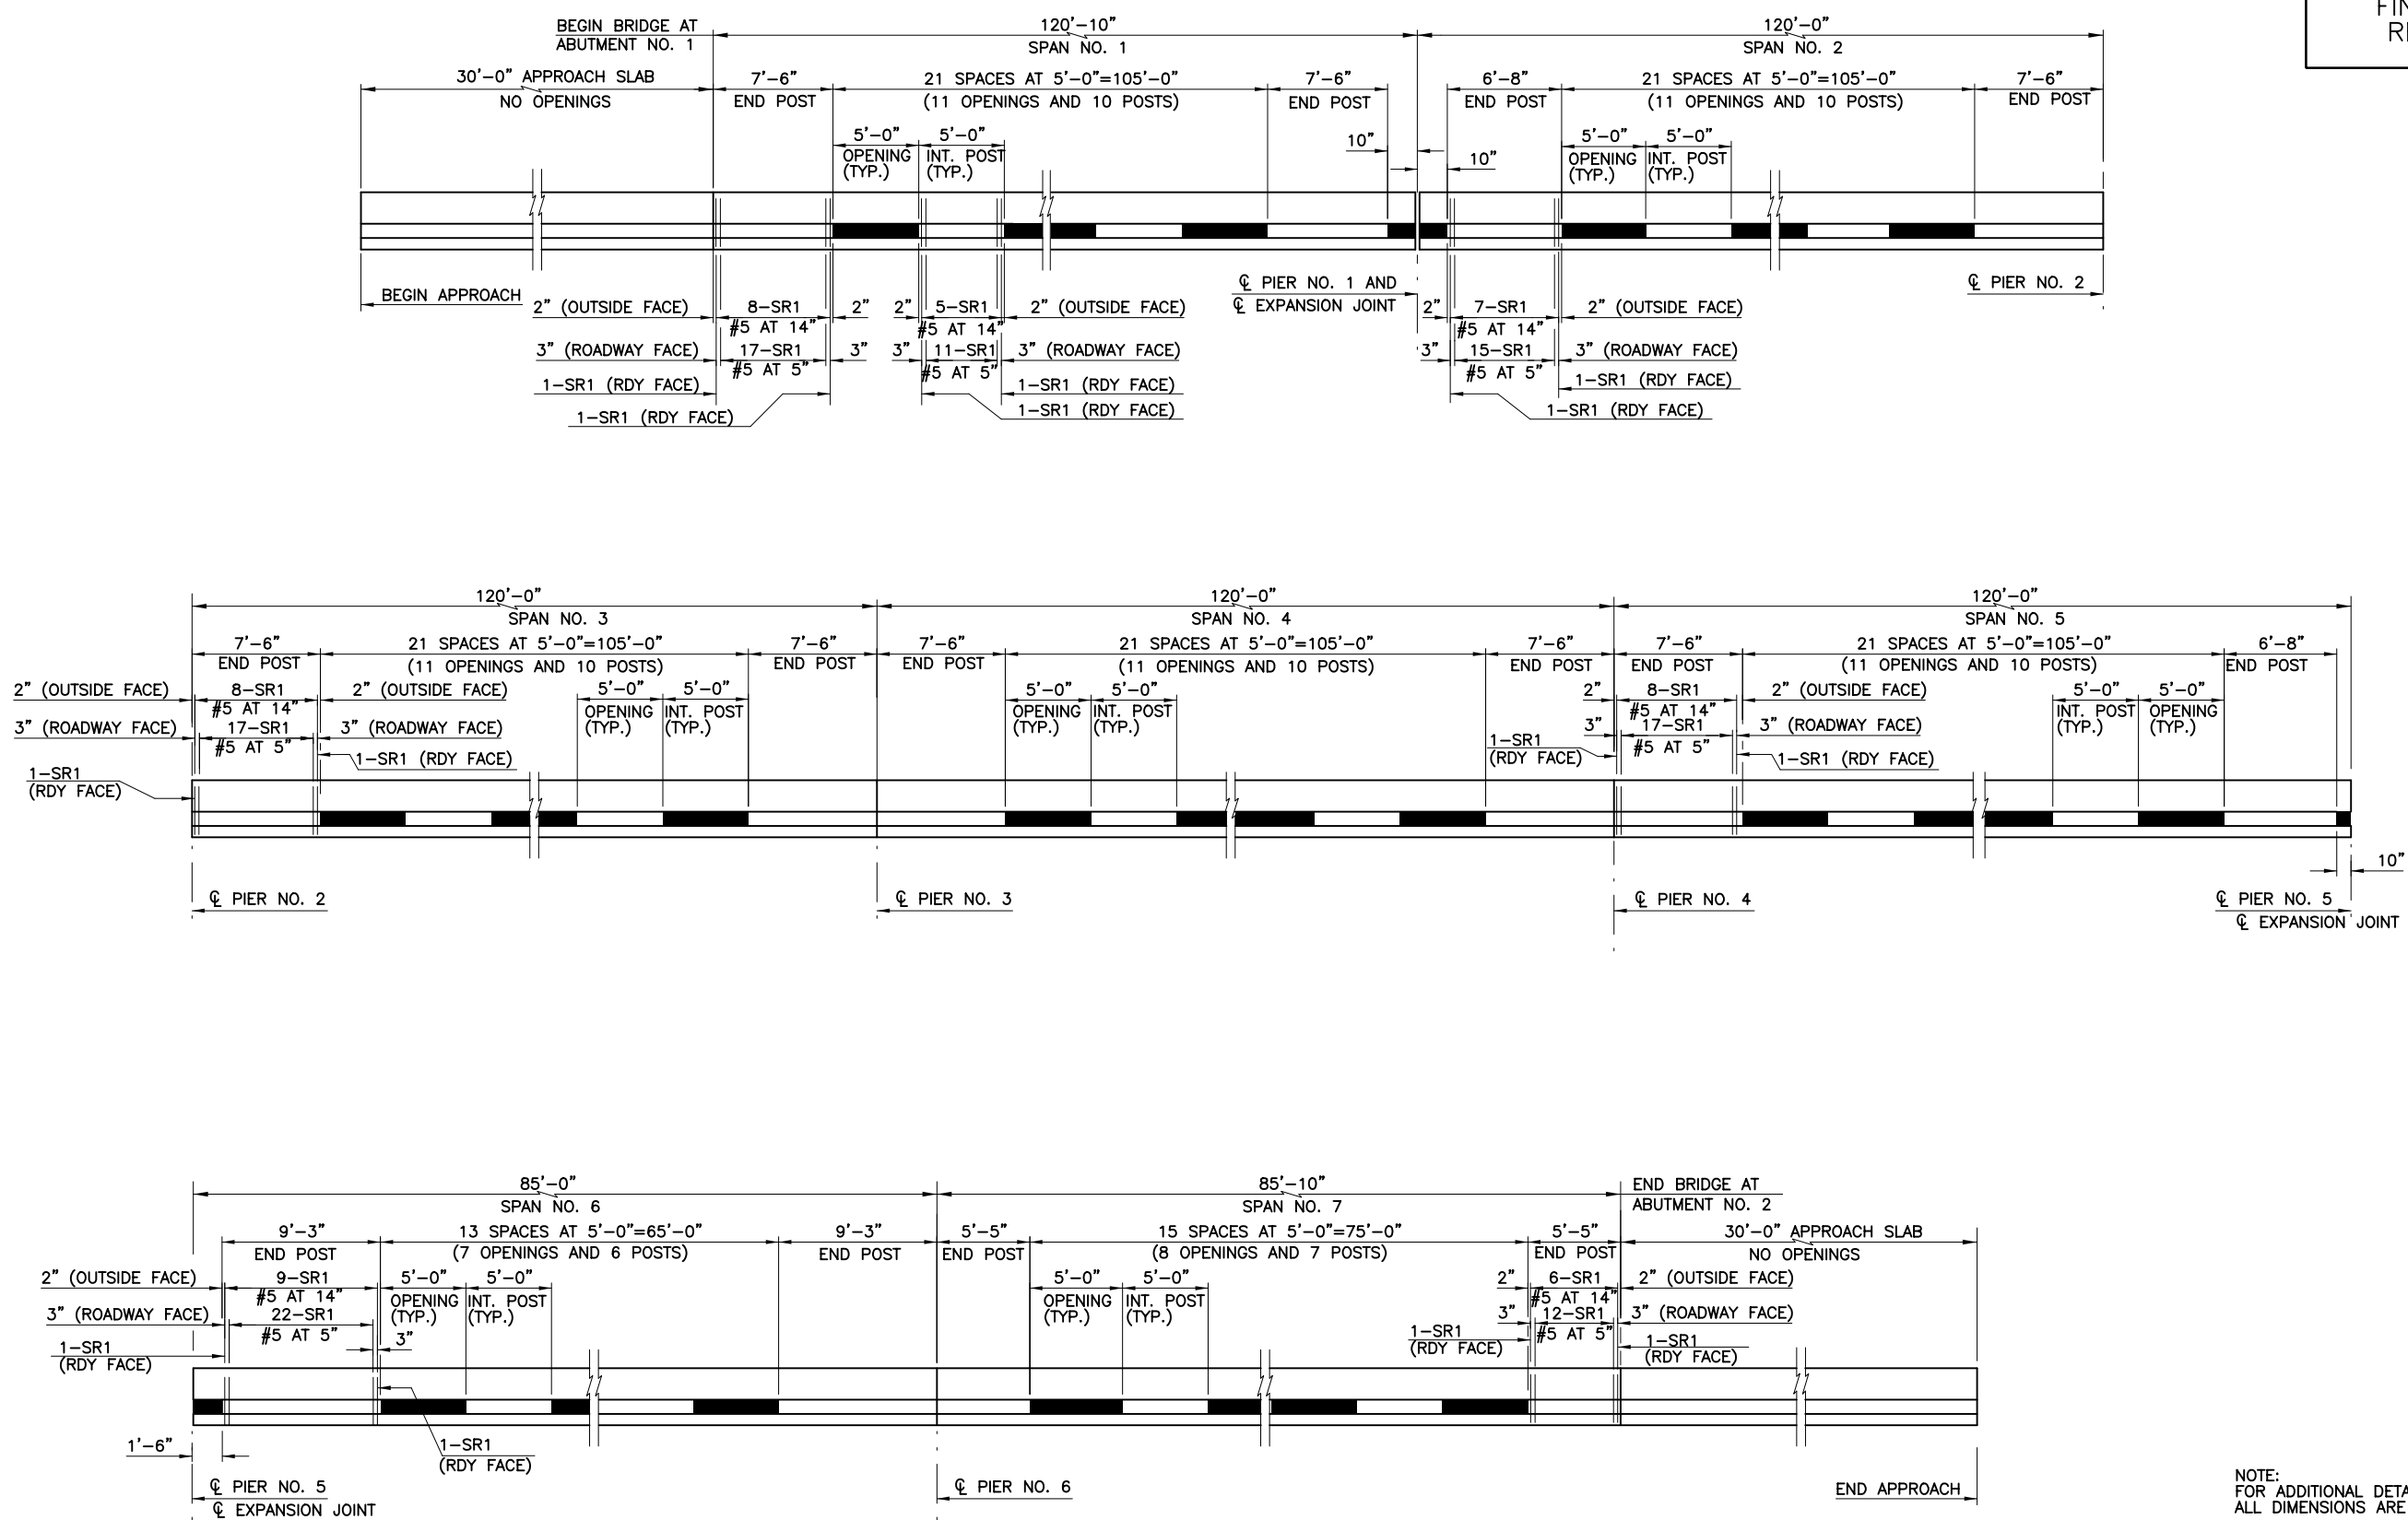 BEGIN BRIDGE AT
ABUTMENT NO. 1
120'-10"
SPAN NO. 1
120'-0"
SPAN NO. 2
30'-0" APPROACH SLAB
NO OPENINGS
7'-6"
END POST
21 SPACES AT 5'-0"=105'-0"
(11 OPENINGS AND 10 POSTS)
7'-6"
END POST
6'-8"
END POST
21 SPACES AT 5'-0"=105'-0"
(11 OPENINGS AND 10 POSTS)
7'-6"
END POST
5'-0"
OPENING
(TYP.)
5'-0"
INT. POST
(TYP.)
10"
10"
5'-0"
OPENING
(TYP.)
5'-0"
INT. POST
(TYP.)
BEGIN APPROACH
℄ PIER NO. 1 AND
℄ EXPANSION JOINT
℄ PIER NO. 2
2" (OUTSIDE FACE)
8-SR1
#5 AT 14"
2"
2"
5-SR1
#5 AT 14"
2" (OUTSIDE FACE)
2"
7-SR1
#5 AT 14"
2" (OUTSIDE FACE)
3" (ROADWAY FACE)
17-SR1
#5 AT 5"
3"
3"
11-SR1
#5 AT 5"
3" (ROADWAY FACE)
3"
15-SR1
#5 AT 5"
3" (ROADWAY FACE)
1-SR1 (RDY FACE)
1-SR1 (RDY FACE)
1-SR1 (RDY FACE)
1-SR1 (RDY FACE)
1-SR1 (RDY FACE)
1-SR1 (RDY FACE)
120'-0"
SPAN NO. 3
120'-0"
SPAN NO. 4
120'-0"
SPAN NO. 5
7'-6"
END POST
21 SPACES AT 5'-0"=105'-0"
(11 OPENINGS AND 10 POSTS)
7'-6"
END POST
7'-6"
END POST
21 SPACES AT 5'-0"=105'-0"
(11 OPENINGS AND 10 POSTS)
7'-6"
END POST
7'-6"
END POST
21 SPACES AT 5'-0"=105'-0"
(11 OPENINGS AND 10 POSTS)
6'-8"
END POST
2" (OUTSIDE FACE)
8-SR1
#5 AT 14"
2" (OUTSIDE FACE)
3" (ROADWAY FACE)
17-SR1
#5 AT 5"
3" (ROADWAY FACE)
1-SR1 (RDY FACE)
1-SR1
(RDY FACE)
5'-0"
OPENING
(TYP.)
5'-0"
INT. POST
(TYP.)
5'-0"
OPENING
(TYP.)
5'-0"
INT. POST
(TYP.)
2"
8-SR1
#5 AT 14"
2" (OUTSIDE FACE)
3"
17-SR1
#5 AT 5"
3" (ROADWAY FACE)
1-SR1
(RDY FACE)
1-SR1 (RDY FACE)
5'-0"
INT. POST
(TYP.)
5'-0"
OPENING
(TYP.)
10"
℄ PIER NO. 2
℄ PIER NO. 3
℄ PIER NO. 4
℄ PIER NO. 5
℄ EXPANSION JOINT
85'-0"
SPAN NO. 6
85'-10"
SPAN NO. 7
END BRIDGE AT
ABUTMENT NO. 2
9'-3"
END POST
13 SPACES AT 5'-0"=65'-0"
(7 OPENINGS AND 6 POSTS)
9'-3"
END POST
5'-5"
END POST
15 SPACES AT 5'-0"=75'-0"
(8 OPENINGS AND 7 POSTS)
5'-5"
END POST
30'-0" APPROACH SLAB
NO OPENINGS
2" (OUTSIDE FACE)
9-SR1
#5 AT 14"
3" (ROADWAY FACE)
22-SR1
#5 AT 5"
3"
1-SR1
(RDY FACE)
5'-0"
OPENING
(TYP.)
5'-0"
INT. POST
(TYP.)
5'-0"
OPENING
(TYP.)
5'-0"
INT. POST
(TYP.)
2"
6-SR1
#5 AT 14"
2" (OUTSIDE FACE)
3"
12-SR1
#5 AT 5"
3" (ROADWAY FACE)
1-SR1
(RDY FACE)
1-SR1
(RDY FACE)
1'-6"
1-SR1
(RDY FACE)
℄ PIER NO. 5
℄ EXPANSION JOINT
℄ PIER NO. 6
END APPROACH
NOTE:
FOR ADDITIONAL
ALL DIMENSIONS ARE